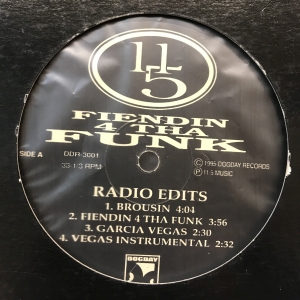 11
5
FIENDIN
4 THA
FUNK
SIDE A
DDR-3001
33-1/3 RPM
© 1995 DOGDAY RECORDS
℗ 11.5 MUSIC
RADIO EDITS
1. BROUSIN 4:04
2. FIENDIN 4 THA FUNK 3:56
3. GARCIA VEGAS 2:30
4. VEGAS INSTRUMENTAL 2:32
DOGDAY